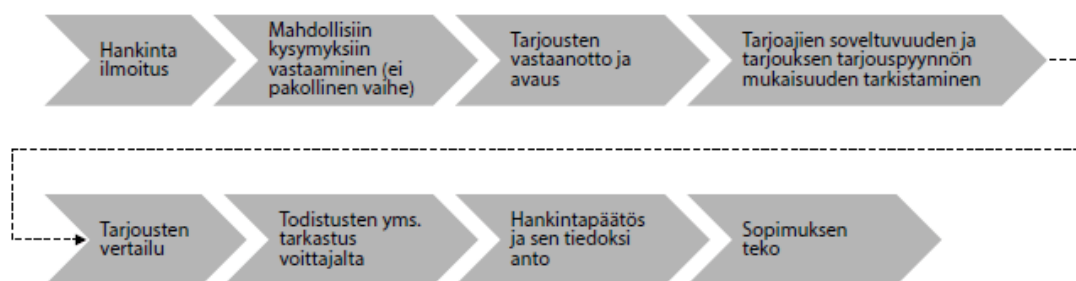 Hankinta
ilmoitus
Mahdollisiin
kysymyksiin
vastaaminen (ei
pakollinen vaihe)
Tarjousten
vastaanotto ja
avaus
Tarjoajien soveltuvuuden ja
tarjouksen tarjouspyynnön
mukaisuuden tarkistaminen
Tarjousten
vertailu
Todistusten yms.
tarkastus
voittajalta
Hankintapäätös
ja sen tiedoksi
anto
Sopimuksen
teko